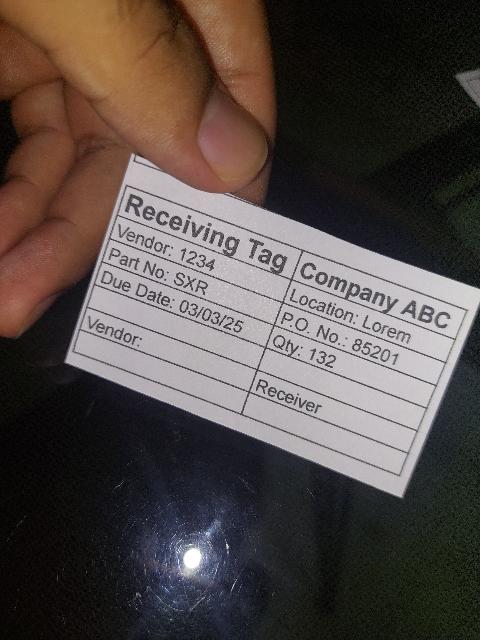 Receiving Tag Company ABC
Vendor: 1234 Location: Lorem
Part No: SXR P.O. No.: 85201
Due Date: 03/03/25 Qty: 132
Vendor: Receiver